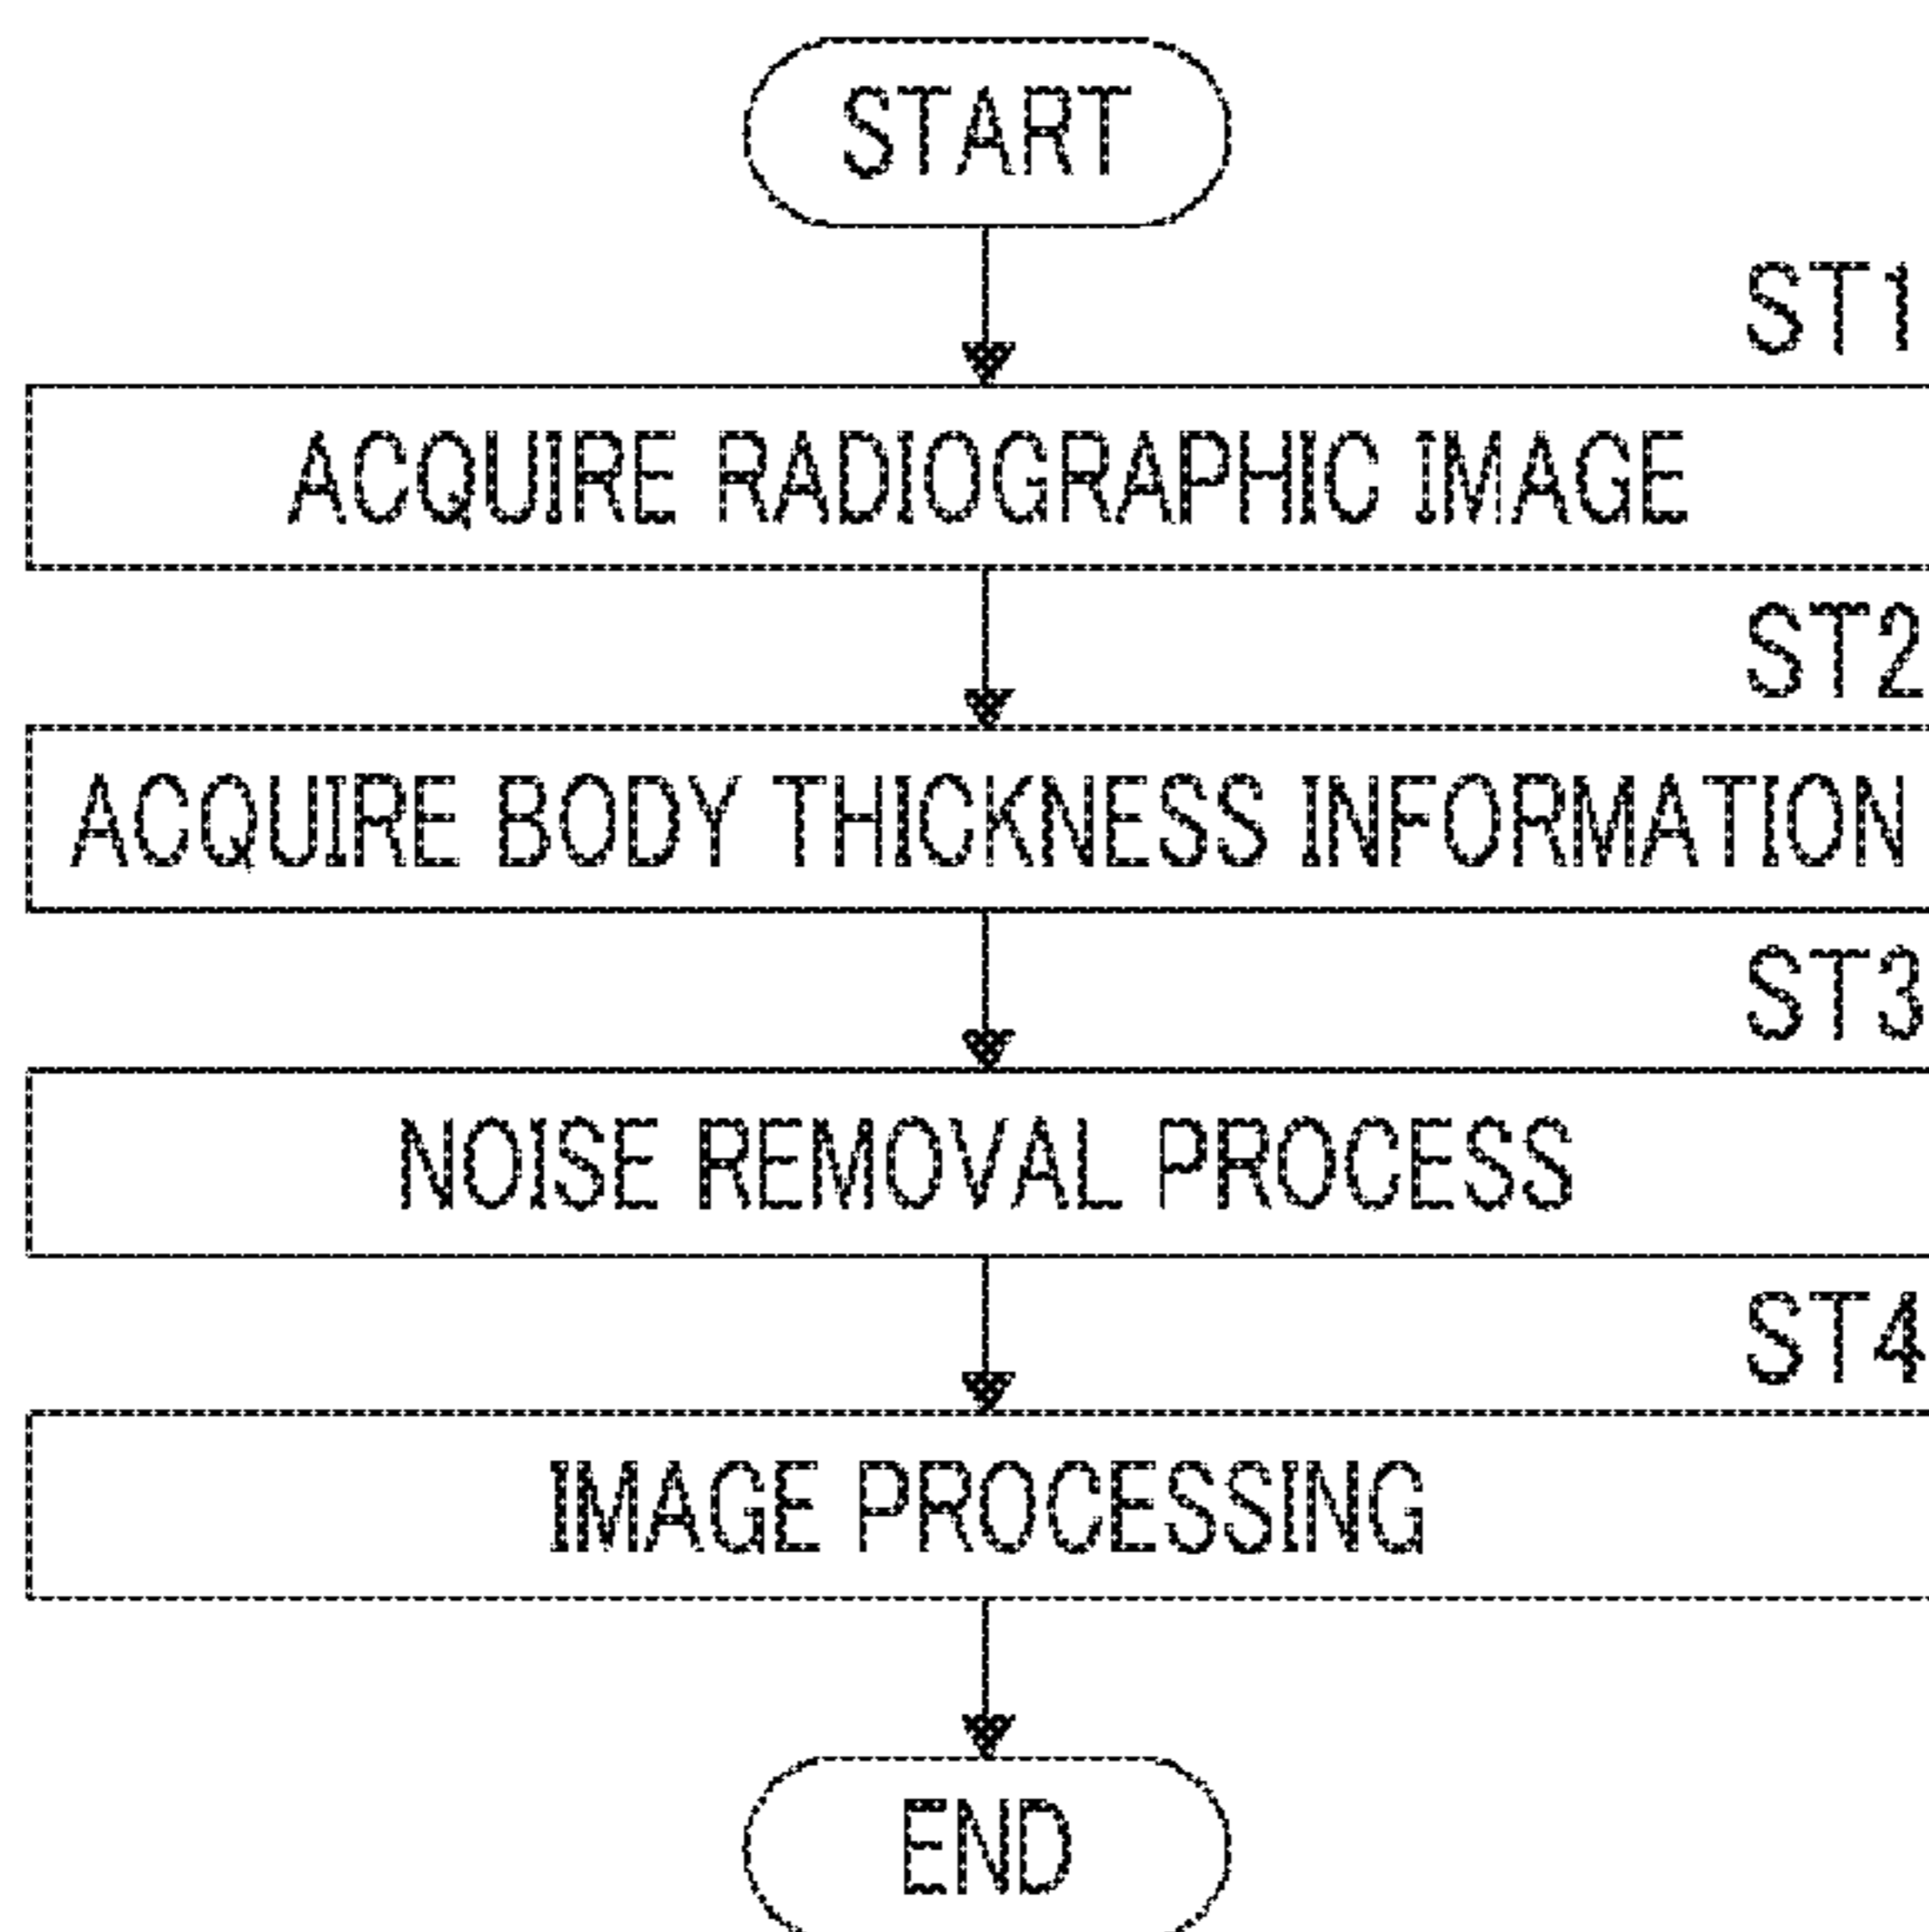 START
ST1
ACQUIRE RADIOGRAPHIC IMAGE
ST2
ACQUIRE BODY THICKNESS INFORMATION
ST3
NOISE REMOVAL PROCESS
ST4
IMAGE PROCESSING
END